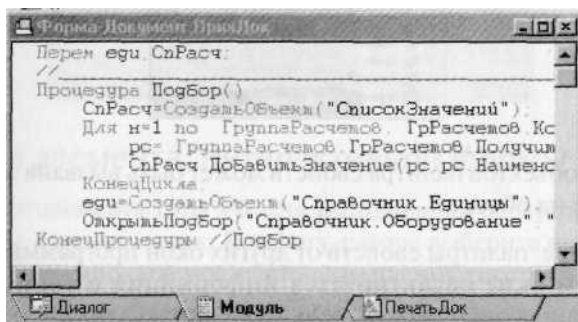 Форма Документ.ПрихДок
Перем еди,СпРасч;
//
Процедура Подбор()
СпРасч=СоздатьОбъект("СписокЗначений");
Для н=1 по ГруппаРасчетов. ГрРасчетов.Ко
рс= ГруппаРасчетов.ГрРасчетов.Получит
СпРасч.ДобавитьЗначение(рс,рс.Наименс
КонецЦикла;
еди=СоздатьОбъект("Справочник.Единицы");
ОткрытьПодбор("Справочник.Оборудование", "
КонецПроцедуры //Подбор
Диалог
Модуль
ПечатьДок